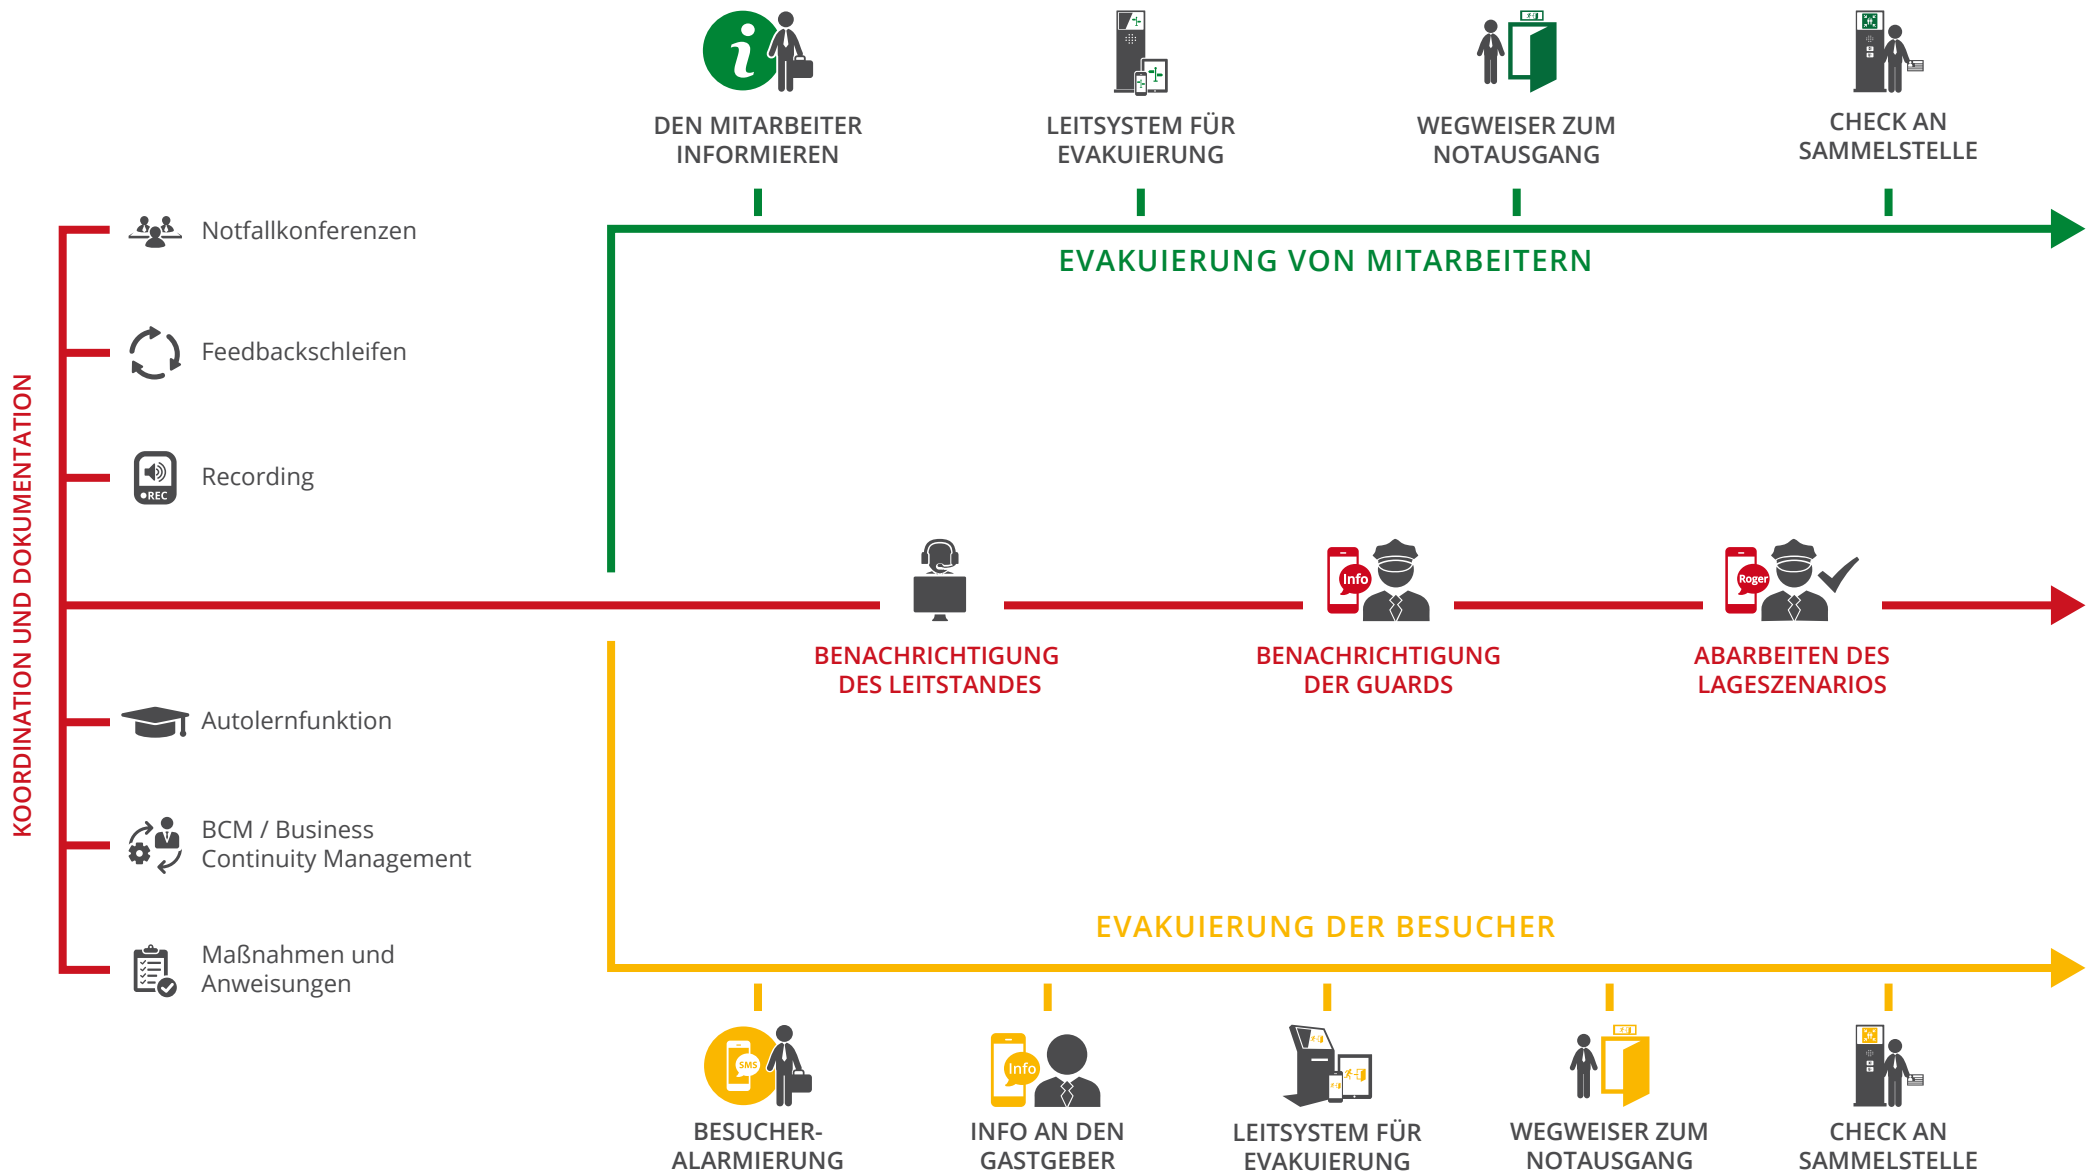 DEN MITARBEITER
INFORMIEREN
LEITSYSTEM FÜR
EVAKUIERUNG
WEGWEISER ZUM
NOTAUSGANG
CHECK AN
SAMMELSTELLE
EVAKUIERUNG VON MITARBEITERN
KOORDINATION UND DOKUMENTATION
Notfallkonferenzen
Feedbackschleifen
REC
Recording
Autolernfunktion
BCM / Business
Continuity Management
Maßnahmen und
Anweisungen
BENACHRICHTIGUNG
DES LEITSTANDES
Info
BENACHRICHTIGUNG
DER GUARDS
Roger
ABARBEITEN DES
LAGESZENARIOS
EVAKUIERUNG DER BESUCHER
SMS
BESUCHER-
ALARMIERUNG
Info
INFO AN DEN
GASTGEBER
LEITSYSTEM FÜR
EVAKUIERUNG
WEGWEISER ZUM
NOTAUSGANG
CHECK AN
SAMMELSTELLE